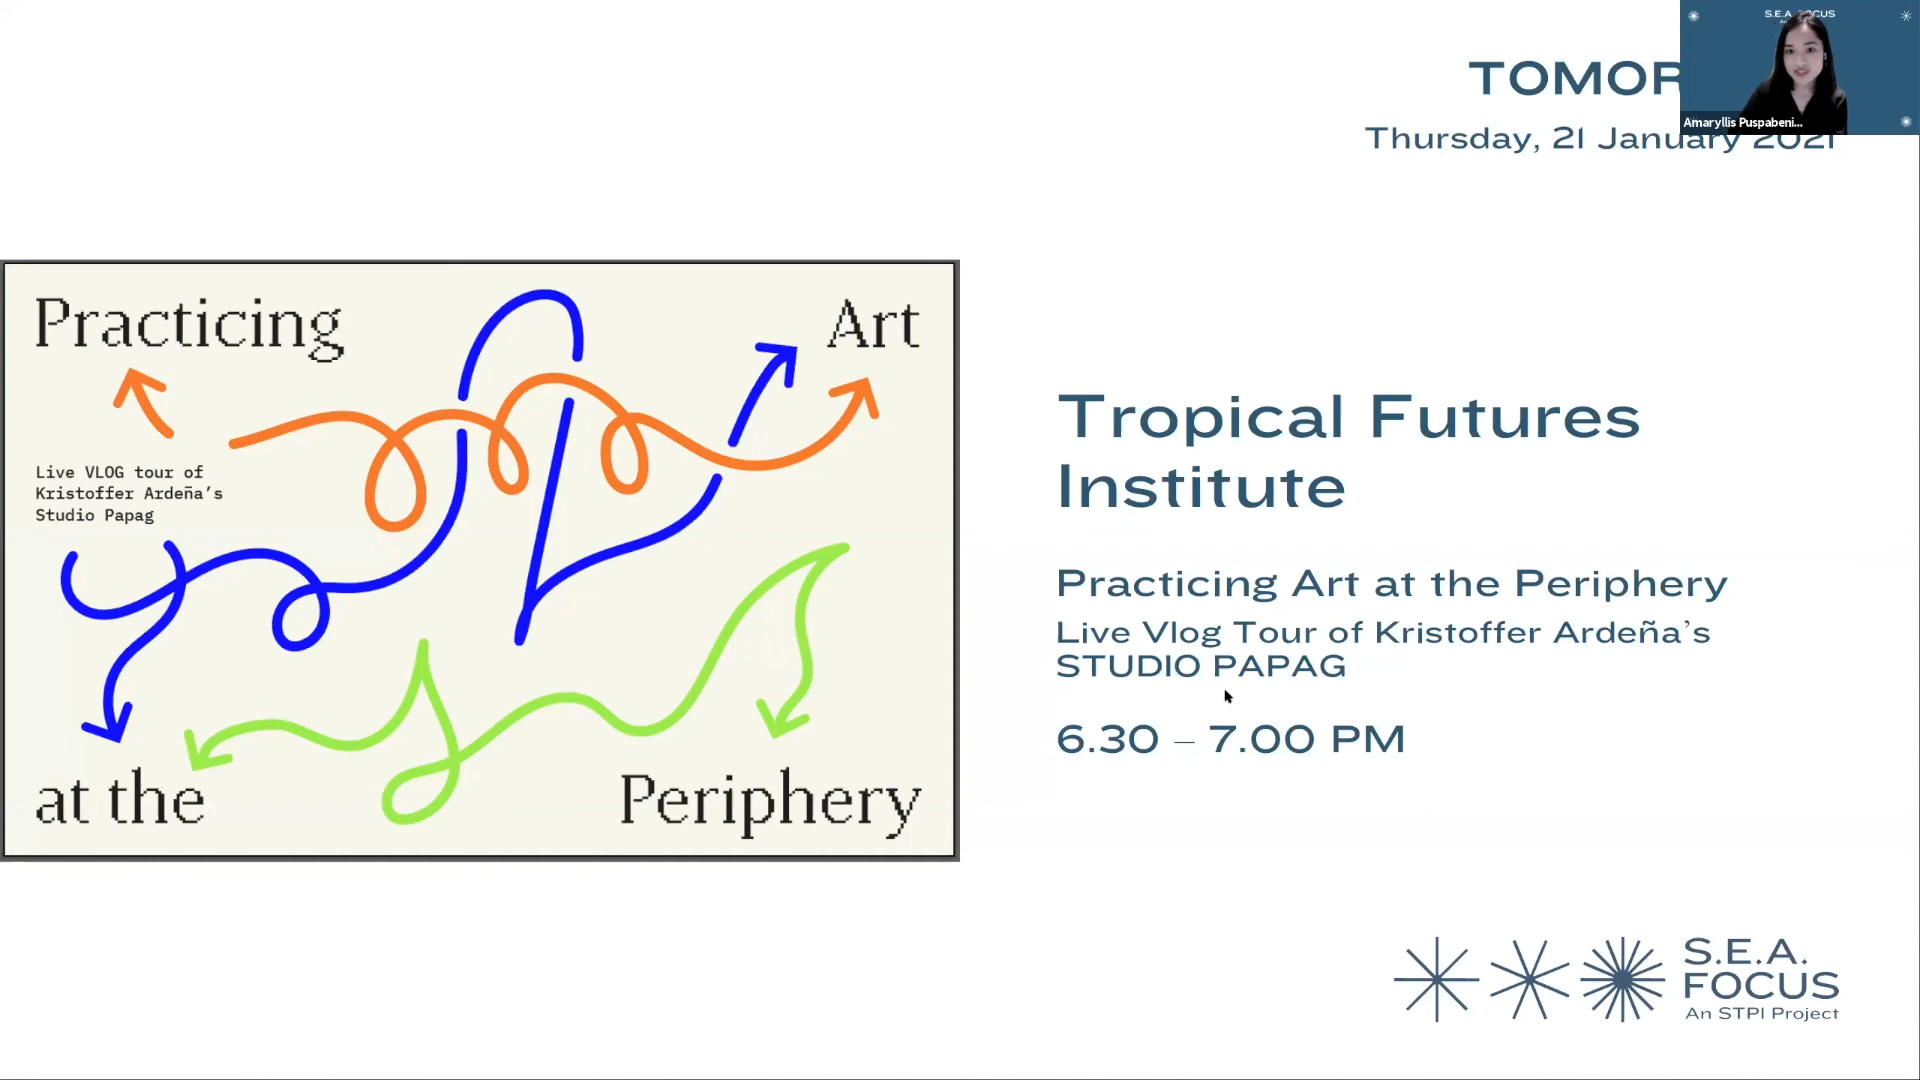 S.E.A. FOCUS
Amaryllis Puspabeni...
Thursday, 21 January 2021
Practicing
Art
Live VLOG tour of
Kristoffer Ardeña's
Studio Papag
at the
Periphery
Tropical Futures
Institute
Practicing Art at the Periphery
Live Vlog Tour of Kristoffer Ardeña's
STUDIO PAPAG
6.30 – 7.00 PM
S.E.A.
FOCUS
An STPI Project